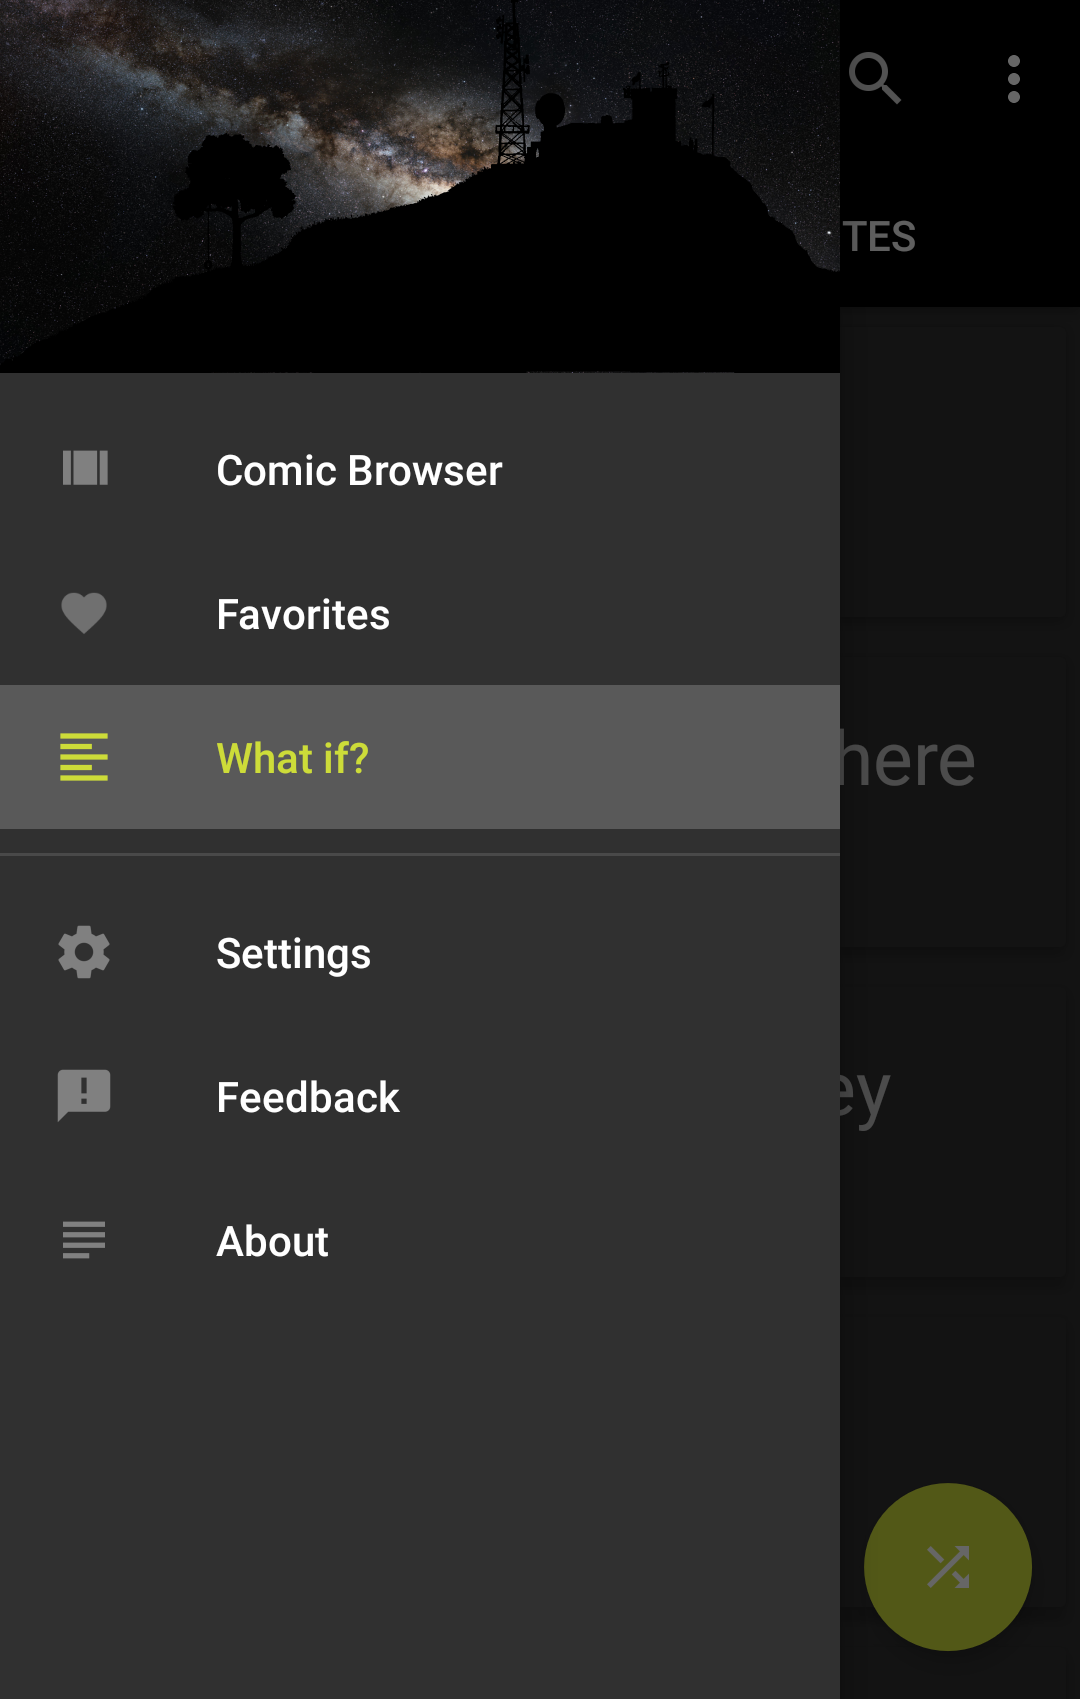 TES
Comic Browser
Favorites
What if?
here
Settings
Feedback
ey
About